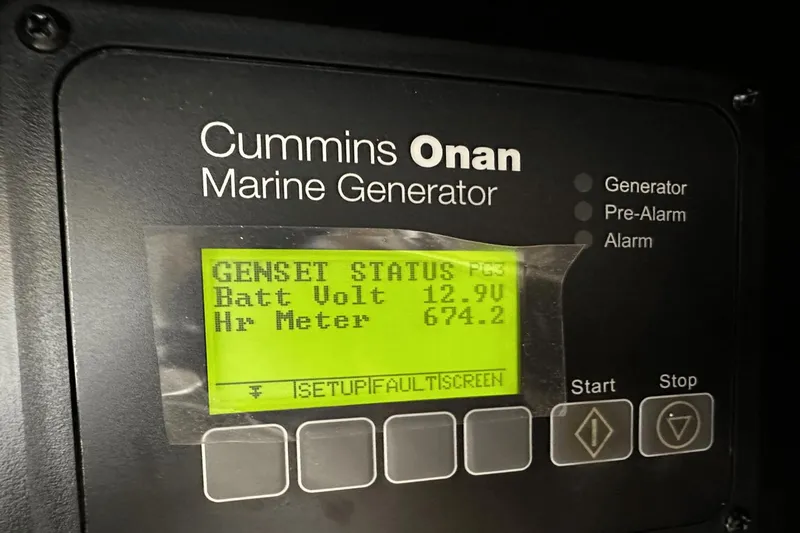 Cummins Onan
Marine Generator
Generator
Pre-Alarm
Alarm
GENSET STATUS PG3
Batt Volt 12.9V
Hr Meter 674.2
SETUP|FAULT|SCREEN
Start
Stop